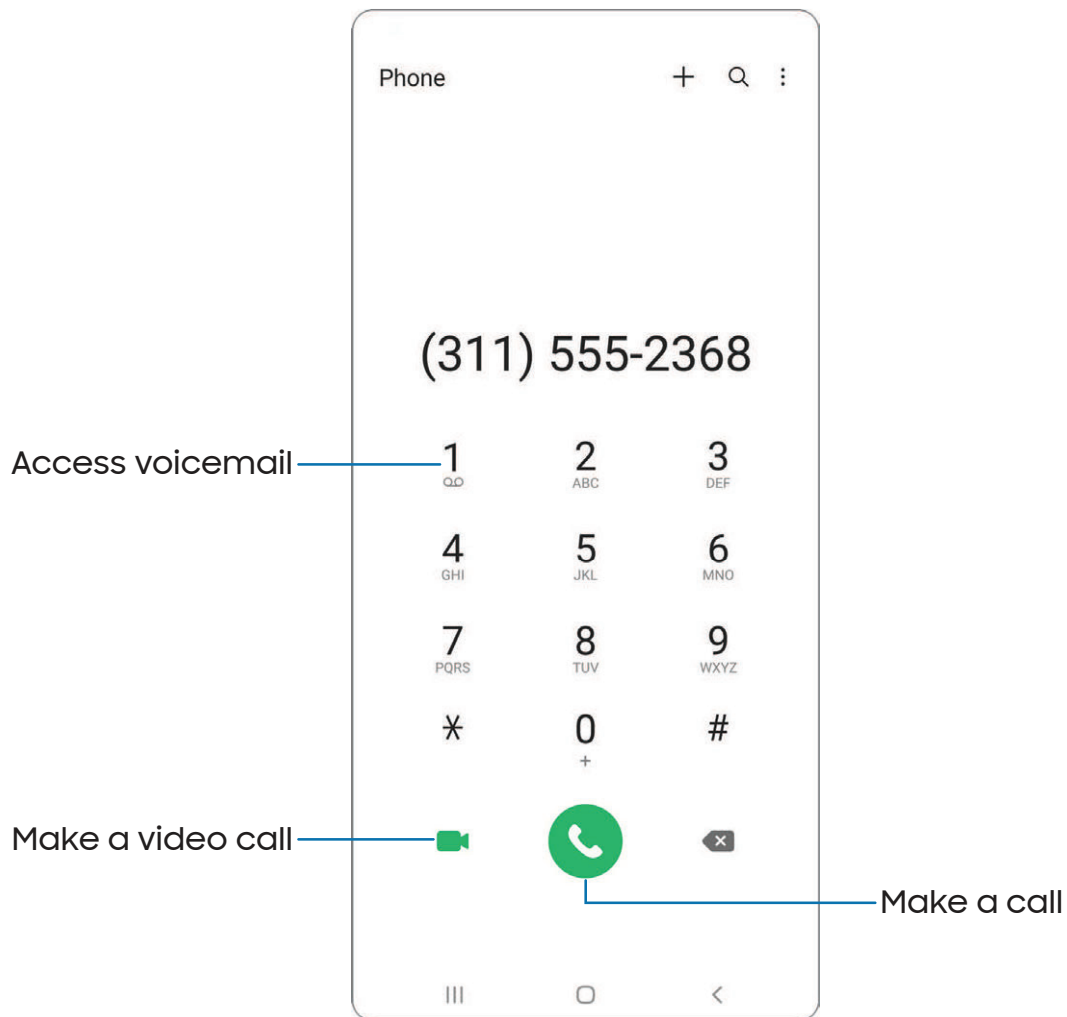 Phone
(311) 555-2368
Access voicemail
1 2 3
ABC DEF
4 5 6
GHI JKL MNO
7 8 9
PQRS TUV WXYZ
* 0 #
+
Make a video call
Make a call